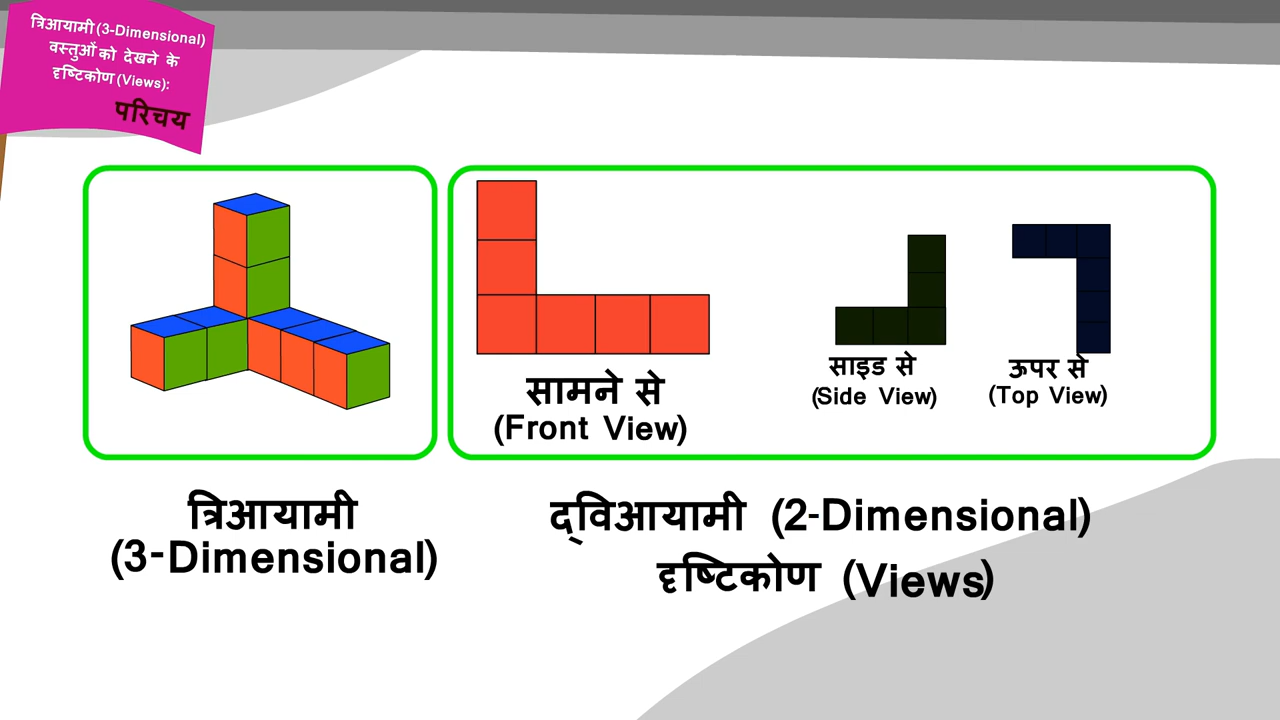 त्रिआयामी (3-Dimensional)
वस्तुओं को देखने के
दृष्टिकोण (Views):
परिचय
सामने से
(Front View)
साइड से
(Side View)
ऊपर से
(Top View)
त्रिआयामी
(3-Dimensional)
द्विआयामी (2-Dimensional)
दृष्टिकोण (Views)